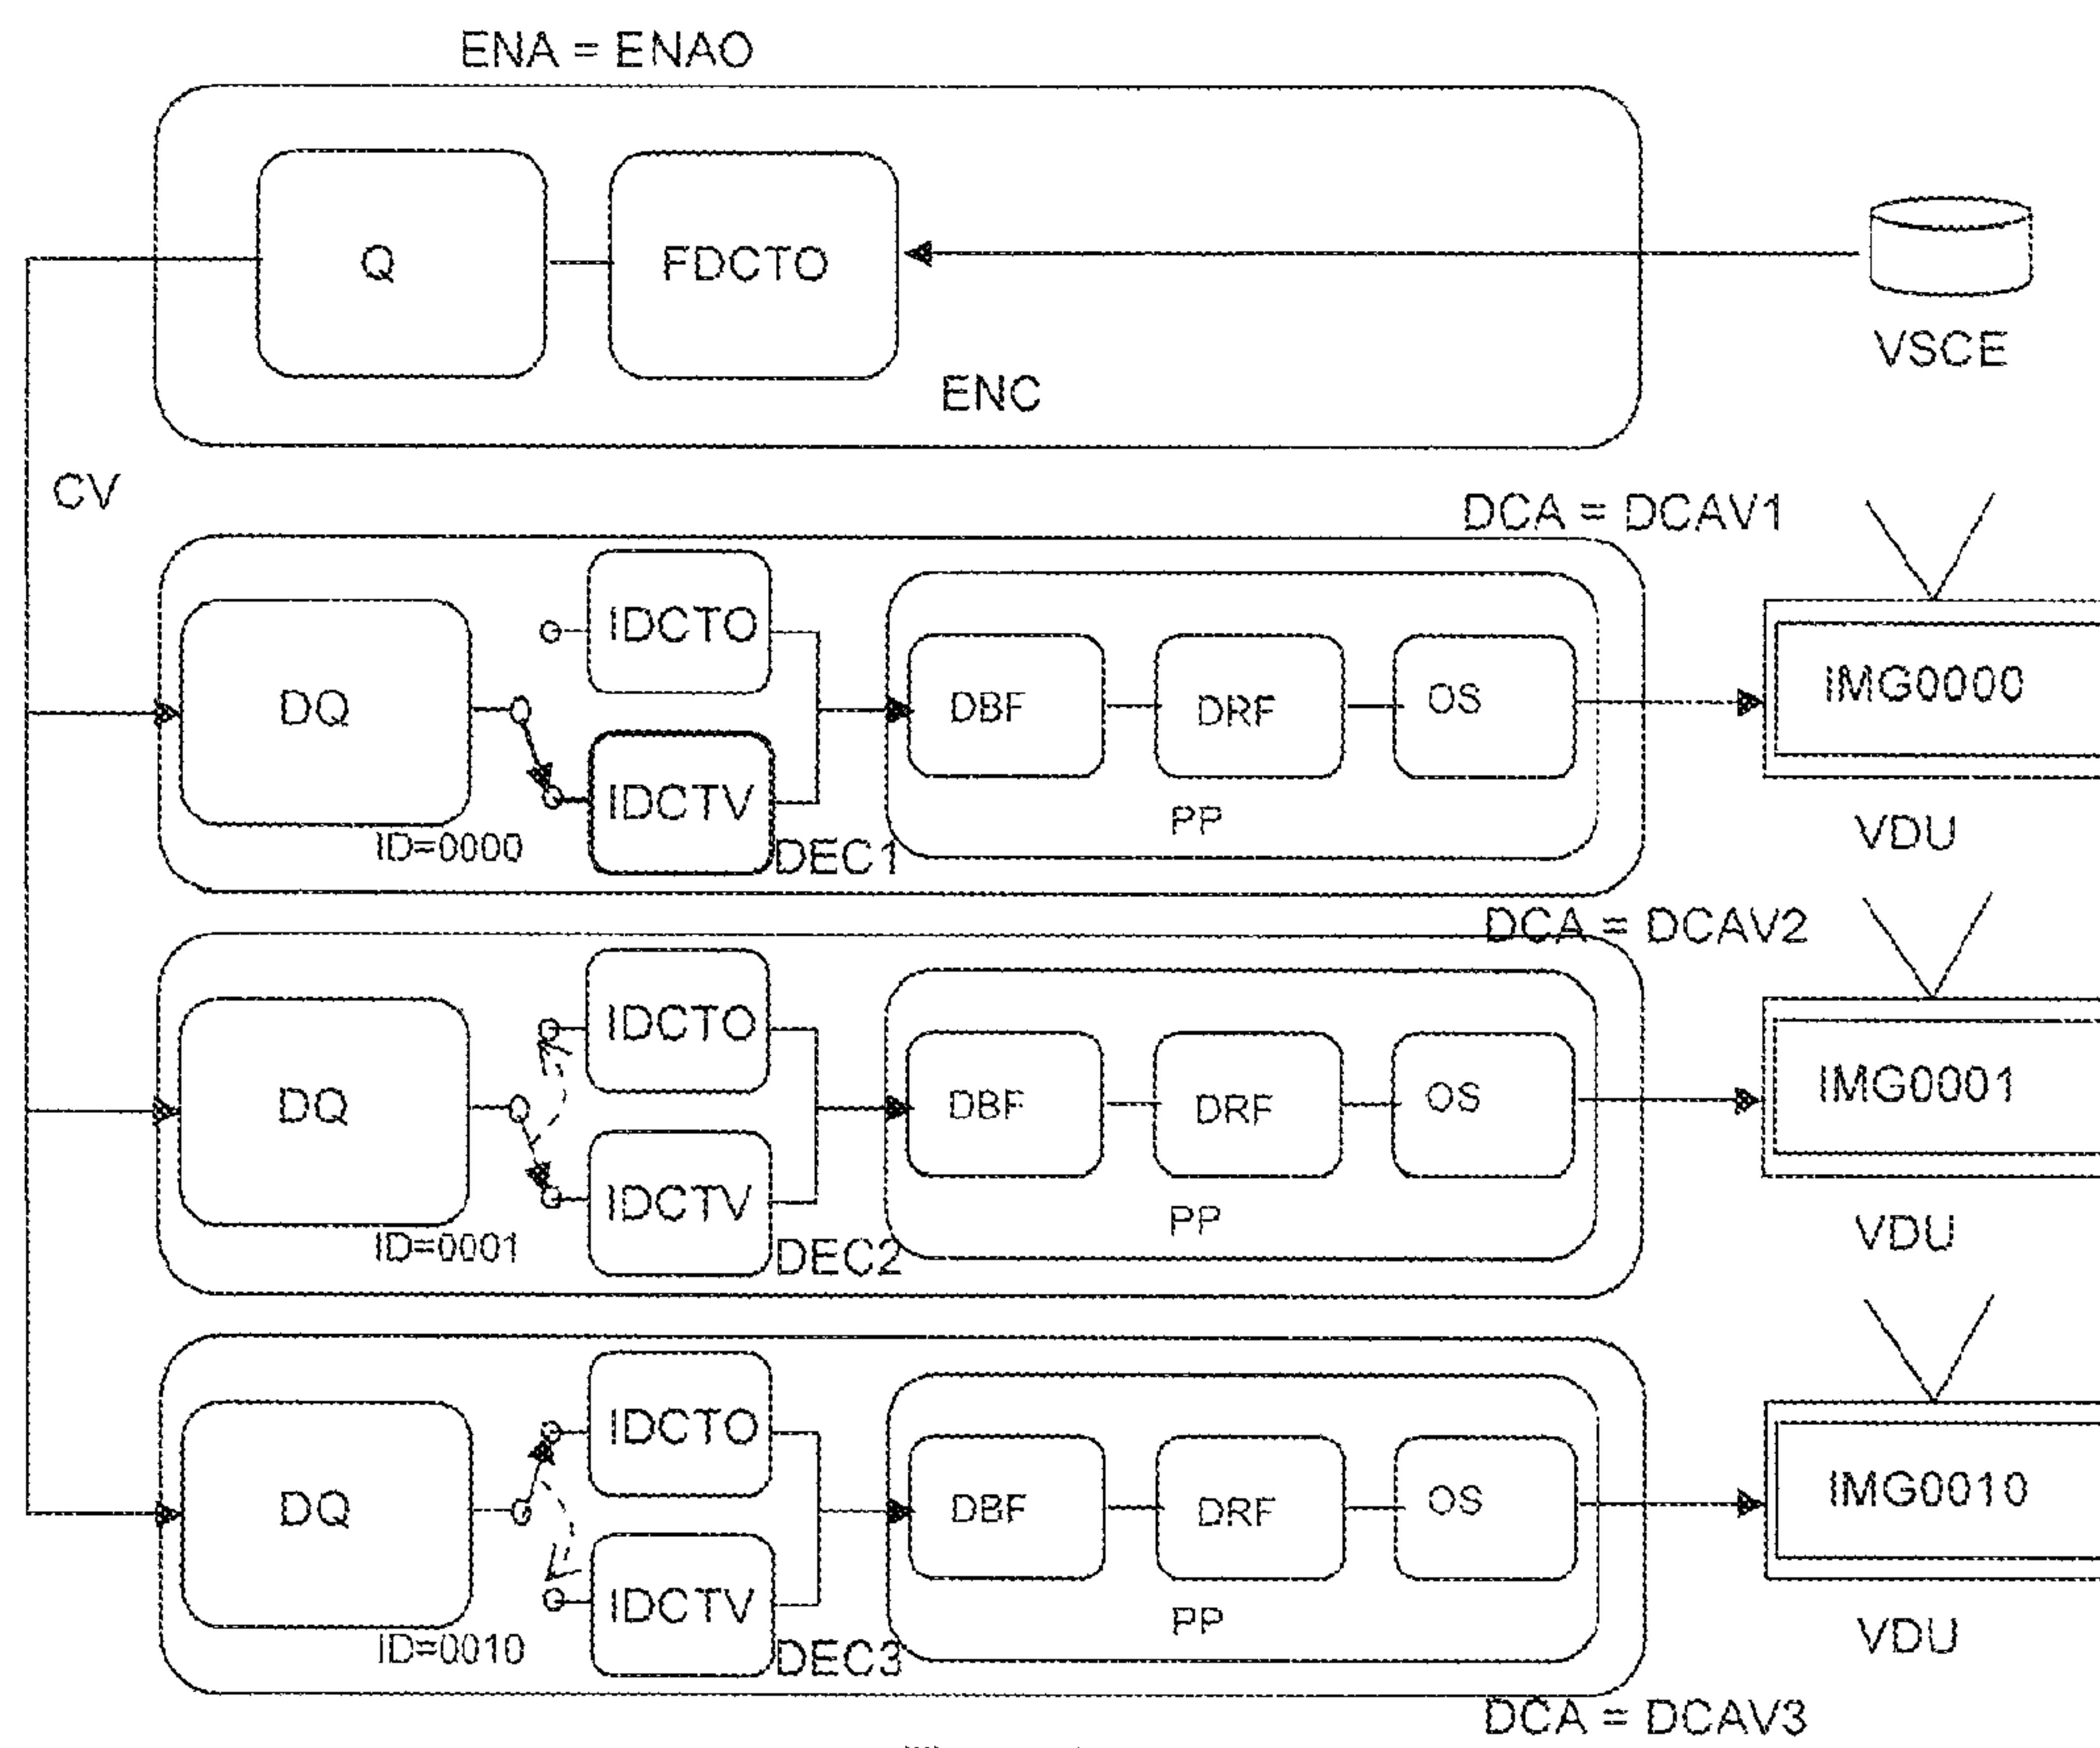 ENA = ENAO
Q
FDCTO
ENC
VSCE
CV
DCA = DCAV1
DQ
IDCTO
IDCTV
ID=0000
DEC1
DBF
DRF
OS
PP
IMG0000
VDU
DCA = DCAV2
DQ
IDCTO
IDCTV
ID=0001
DEC2
DBF
DRF
OS
PP
IMG0001
VDU
DQ
IDCTO
IDCTV
ID=0010
DEC3
DBF
DRF
OS
PP
IMG0010
VDU
DCA = DCAV3